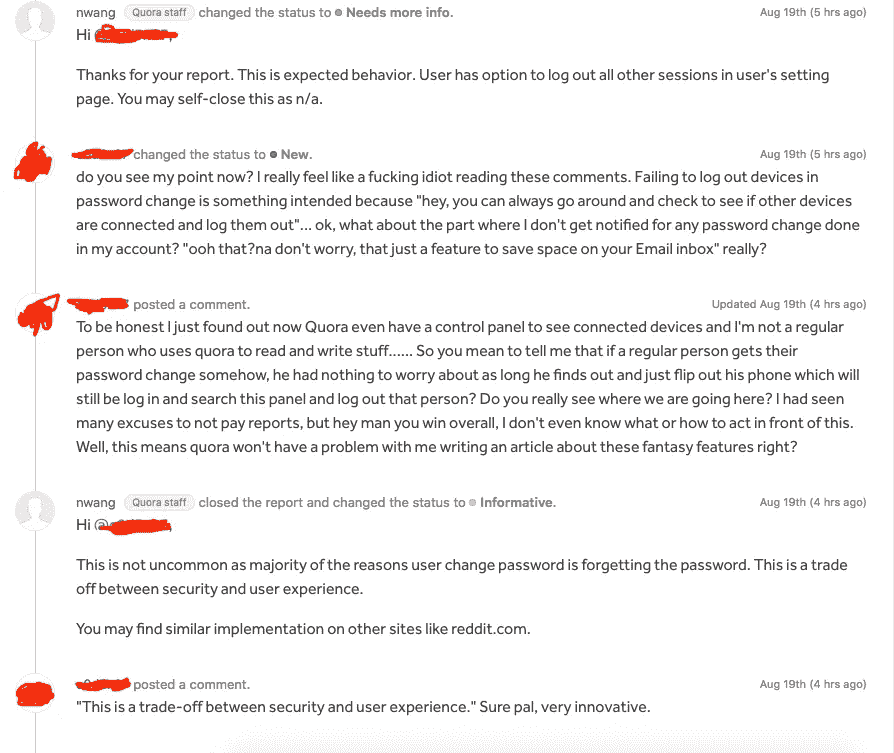 nwang Quora staff changed the status to Needs more info. Aug 19th (5 hrs ago)
Hi
Thanks for your report. This is expected behavior. User has option to log out all other sessions in user's setting
page. You may self-close this as n/a.
changed the status to New. Aug 19th (5 hrs ago)
do you see my point now? I really feel like a fucking idiot reading these comments. Failing to log out devices in
password change is something intended because "hey, you can always go around and check to see if other devices
are connected and log them out"... ok, what about the part where I don't get notified for any password change done
in my account? "ooh that?na don't worry, that just a feature to save space on your Email inbox" really?
posted a comment. Updated Aug 19th (4 hrs ago)
To be honest I just found out now Quora even have a control panel to see connected devices and I'm not a regular
person who uses quora to read and write stuff...... So you mean to tell me that if a regular person gets their
password change somehow, he had nothing to worry about as long he finds out and just flip out his phone which will
still be log in and search this panel and log out that person? Do you really see where we are going here? I had seen
many excuses to not pay reports, but hey man you win overall, I don't even know what or how to act in front of this.
Well, this means quora won't have a problem with me writing an article about these fantasy features right?
nwang Quora staff closed the report and changed the status to Informative. Aug 19th (4 hrs ago)
Hi @
This is not uncommon as majority of the reasons user change password is forgetting the password. This is a trade
off between security and user experience.
You may find similar implementation on other sites like reddit.com.
posted a comment. Aug 19th (4 hrs ago)
"This is a trade-off between security and user experience." Sure pal, very innovative.